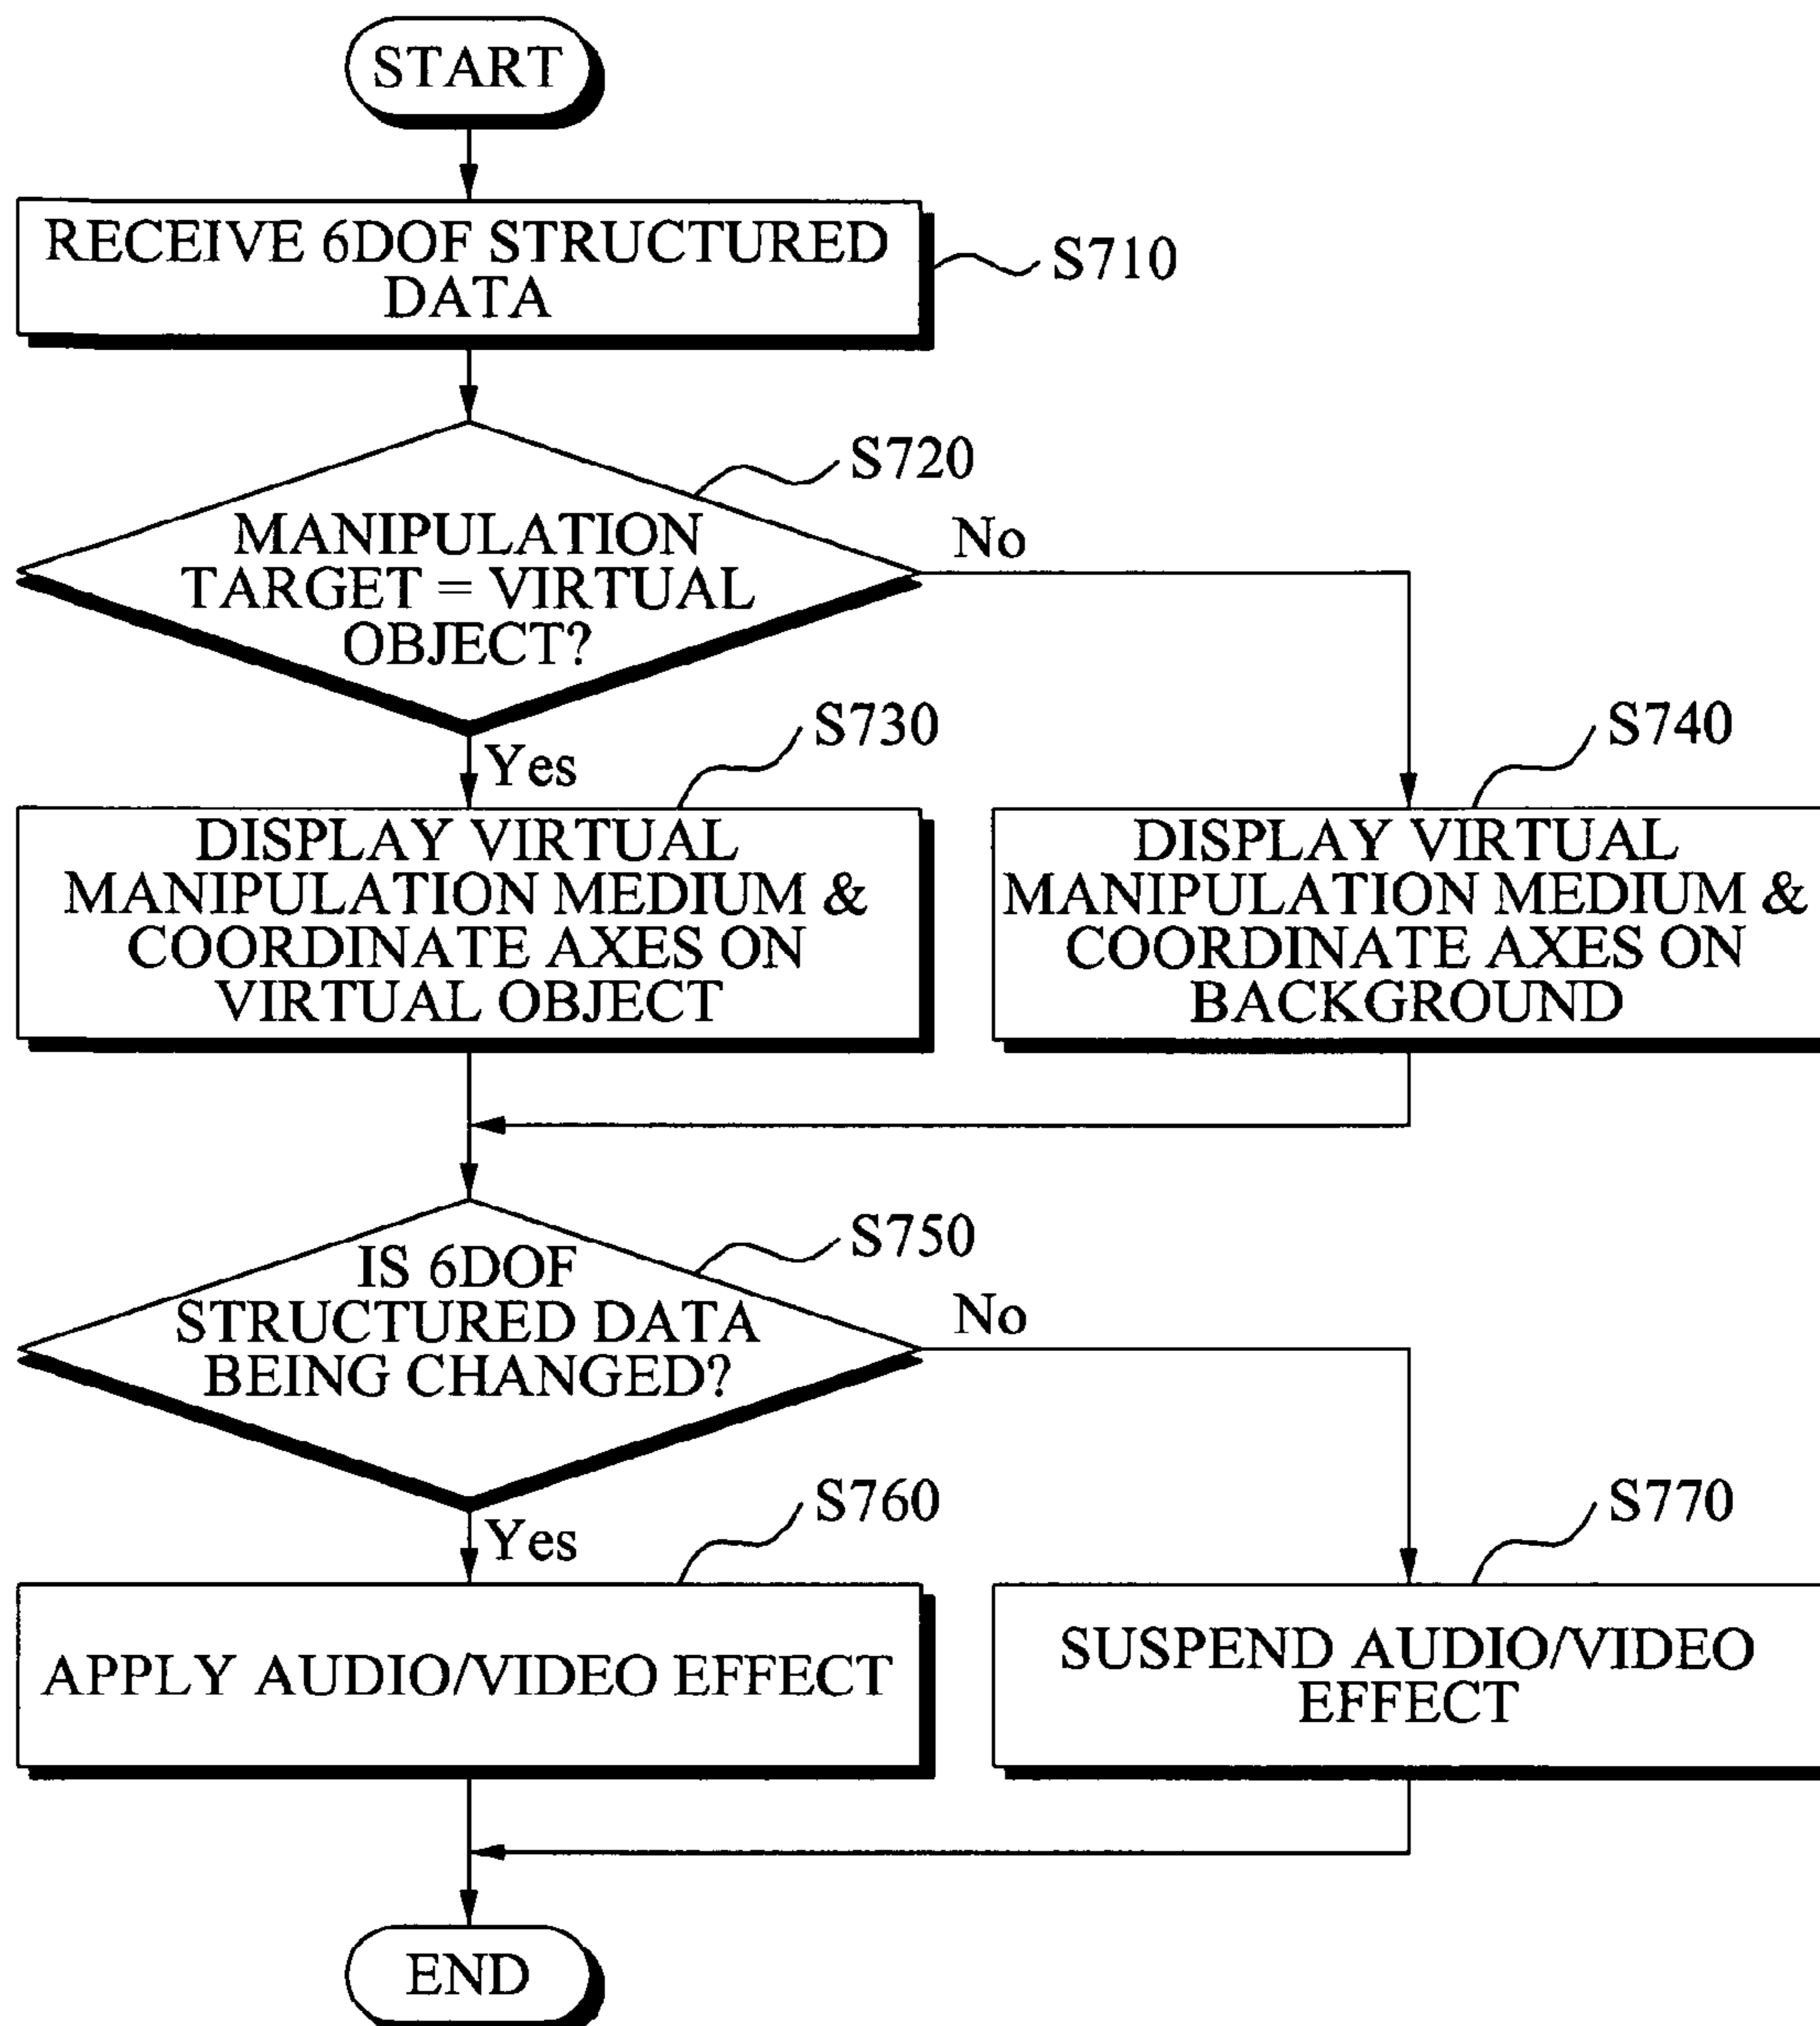 START
RECEIVE 6DOF STRUCTURED
DATA
S710
S720
MANIPULATION
TARGET = VIRTUAL
OBJECT?
No
Yes
S730
DISPLAY VIRTUAL
MANIPULATION MEDIUM &
COORDINATE AXES ON
VIRTUAL OBJECT
S740
DISPLAY VIRTUAL
MANIPULATION MEDIUM &
COORDINATE AXES ON
BACKGROUND
S750
IS 6DOF
STRUCTURED DATA
BEING CHANGED?
No
Yes
S760
APPLY AUDIO/VIDEO EFFECT
S770
SUSPEND AUDIO/VIDEO
EFFECT
END